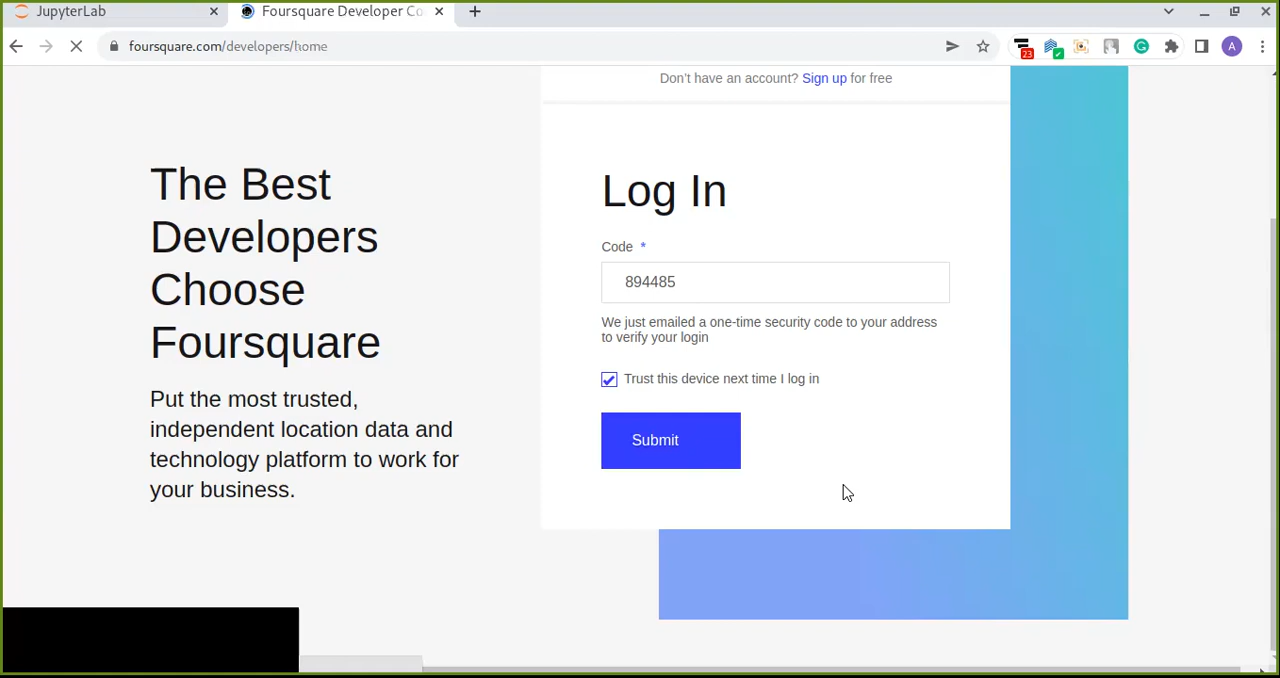 JupyterLab
Foursquare Developer Co
foursquare.com/developers/home
23
A
Don't have an account? Sign up for free
The Best
Developers
Choose
Foursquare
Put the most trusted,
independent location data and
technology platform to work for
your business.
Log In
Code *
894485
We just emailed a one-time security code to your address
to verify your login
Trust this device next time I log in
Submit